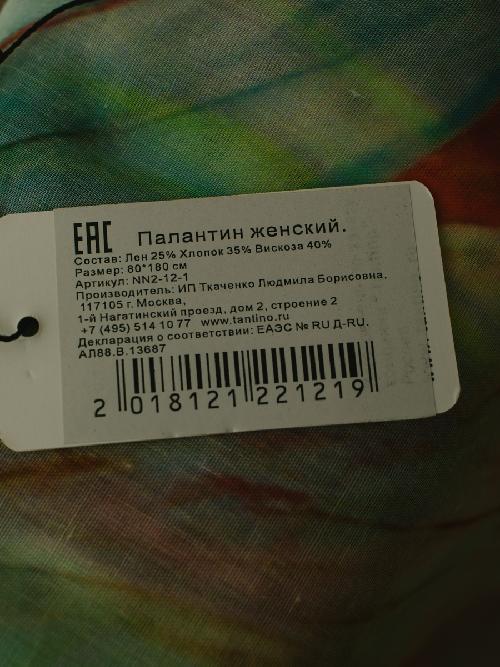 EAC Палантин женский.
Состав: Лен 25% Хлопок 35% Вискоза 40%
Размер: 80*180 см
Артикул: NN2-12-1
Производитель: ИП Ткаченко Людмила Борисовна,
117105 г. Москва,
1-й Нагатинский проезд, дом 2, строение 2
+7 (495) 514 10 77 www.tantino.ru
Декларация о соответствии: ЕАЭС № RU Д-RU.
АЛ88.В.13687
2 018121 221219